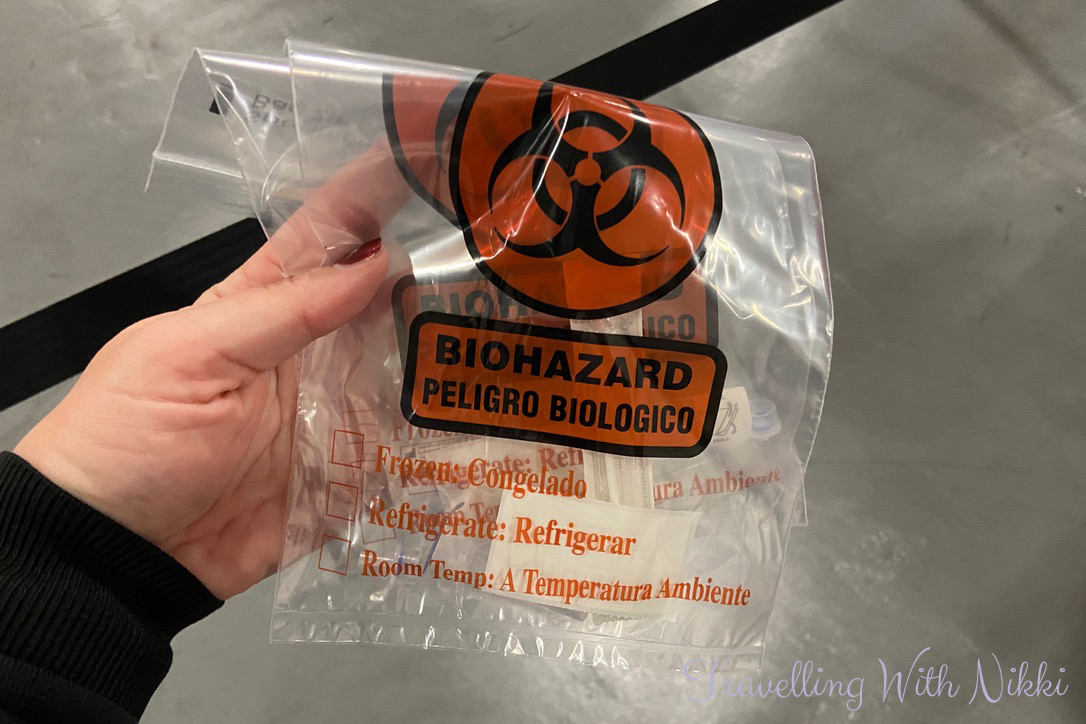 BIOHAZARD
PELIGRO BIOLOGICO
Frozen: Congelado
Refrigerate: Refrigerar
Room Temp: A Temperatura Ambiente
Travelling With Nikki